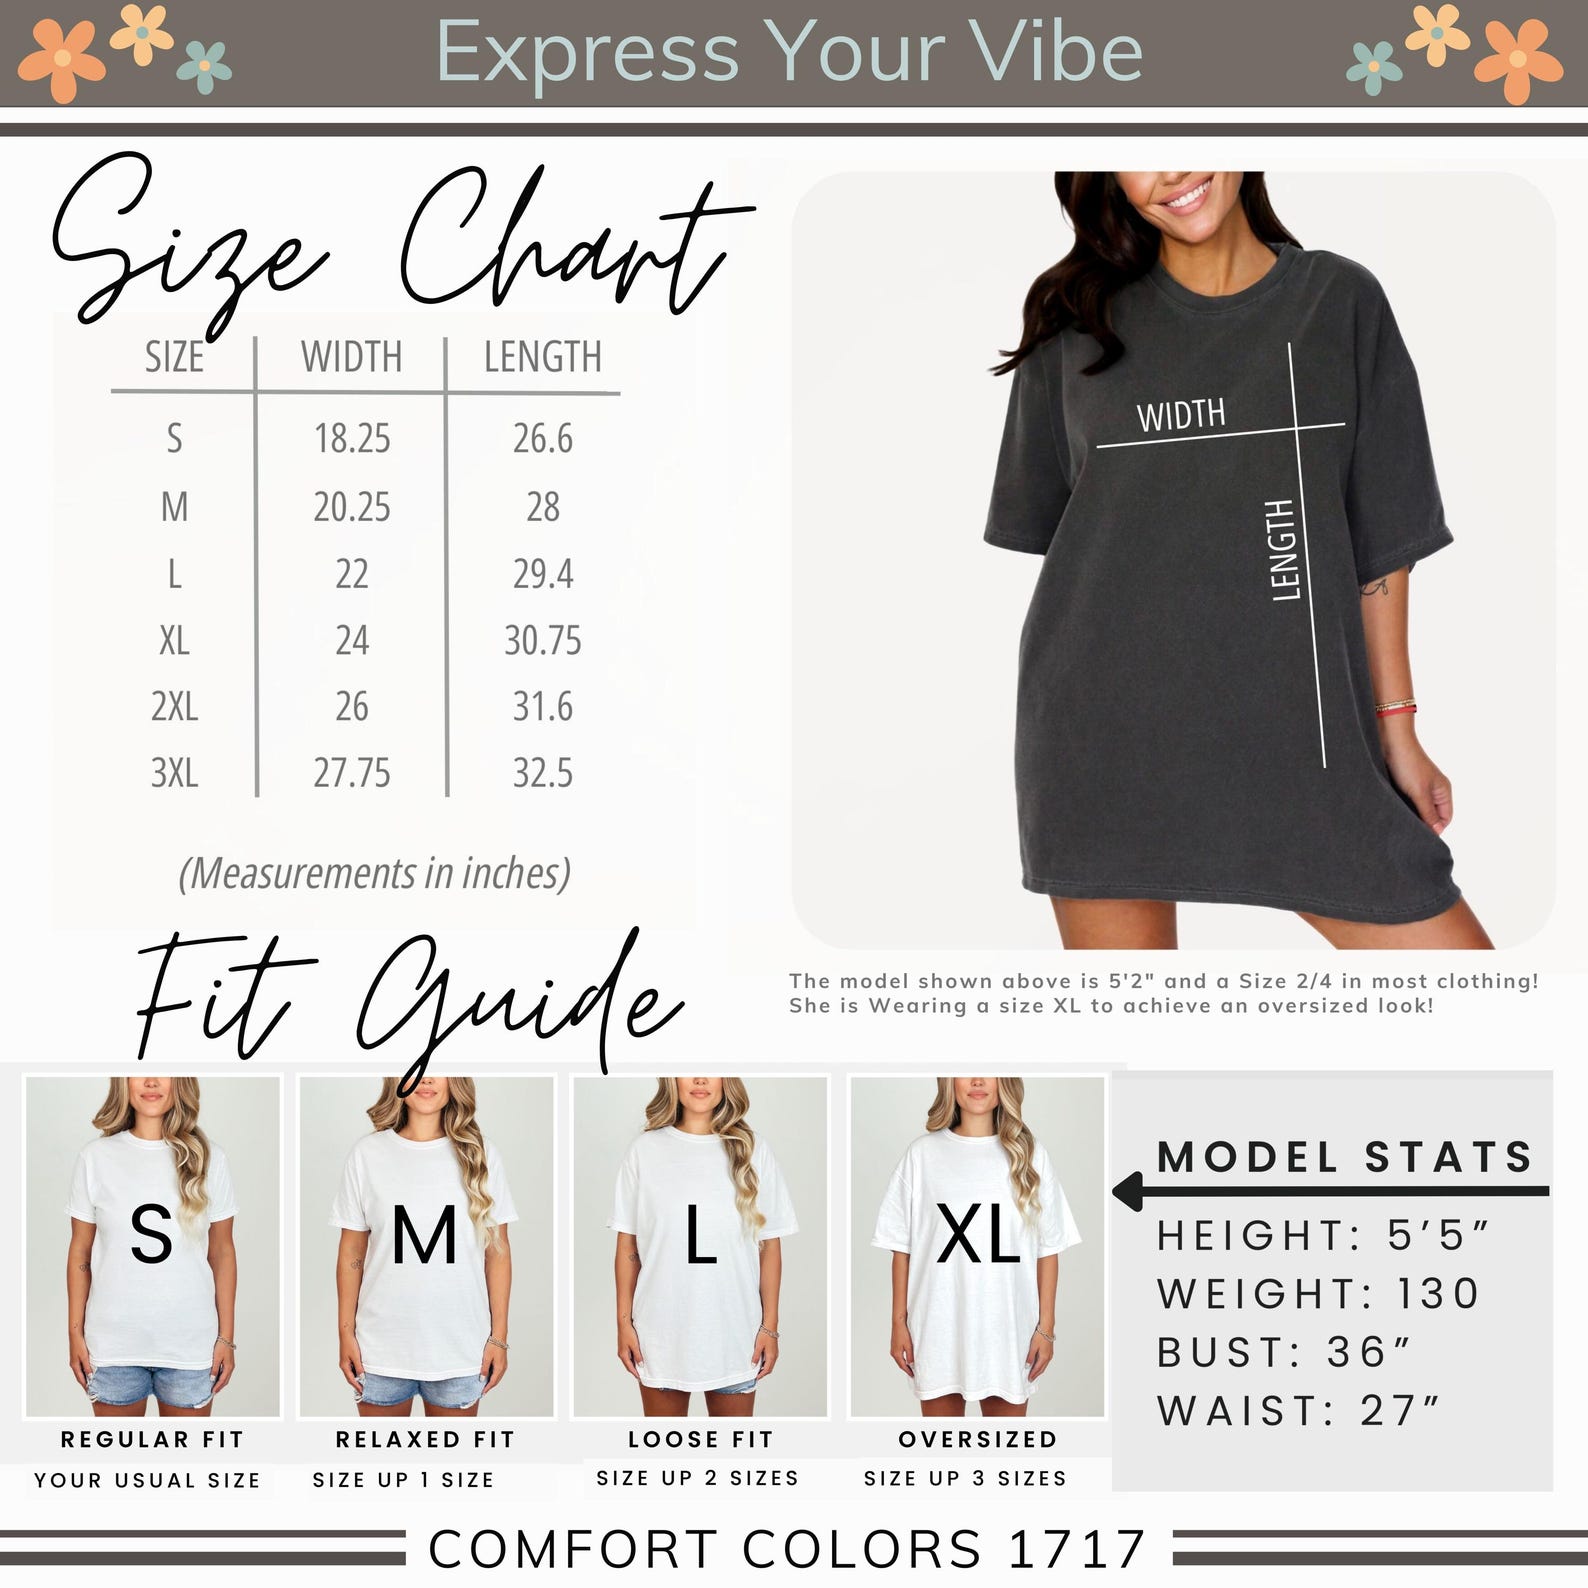 Express Your Vibe
Size Chart
SIZE WIDTH LENGTH
S 18.25 26.6
M 20.25 28
L 22 29.4
XL 24 30.75
2XL 26 31.6
3XL 27.75 32.5
(Measurements in inches)
WIDTH
LENGTH
The model shown above is 5'2" and a Size 2/4 in most clothing!
She is Wearing a size XL to achieve an oversized look!
Fit Guide
S
M
L
XL
REGULAR FIT
YOUR USUAL SIZE
RELAXED FIT
SIZE UP 1 SIZE
LOOSE FIT
SIZE UP 2 SIZES
OVERSIZED
SIZE UP 3 SIZES
MODEL STATS
HEIGHT: 5’5”
WEIGHT: 130
BUST: 36”
WAIST: 27”
COMFORT COLORS 1717